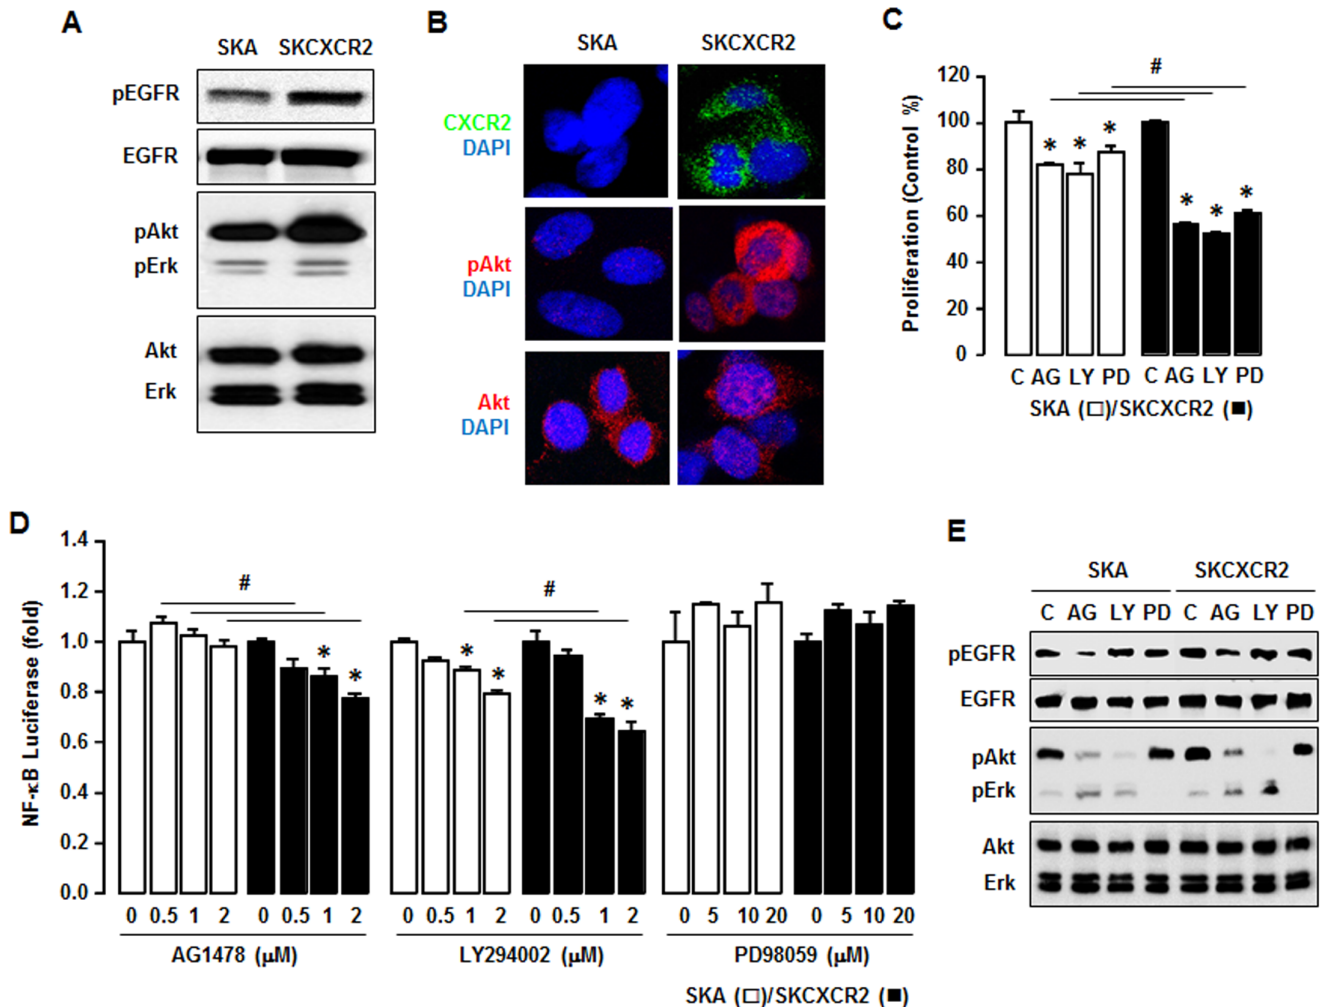 A
SKA SKCXCR2
pEGFR
EGFR
pAkt
pErk
Akt
Erk
B
SKA SKCXCR2
CXCR2
DAPI
pAkt
DAPI
Akt
DAPI
C
#
Proliferation (Control %)
120
100
80
60
40
20
0
* * * * * *
C AG LY PD C AG LY PD
SKA (□)/SKCXCR2 (■)
D
NF-κB Luciferase (fold)
1.4
1.2
1.0
0.8
0.6
0.4
0.2
0.0
# #
* * * * * *
0 0.5 1 2 0 0.5 1 2 0 0.5 1 2 0 0.5 1 2 0 5 10 20 0 5 10 20
AG1478 (μM) LY294002 (μM) PD98059 (μM)
SKA (□)/SKCXCR2 (■)
E
SKA SKCXCR2
C AG LY PD C AG LY PD
pEGFR
EGFR
pAkt
pErk
Akt
Erk